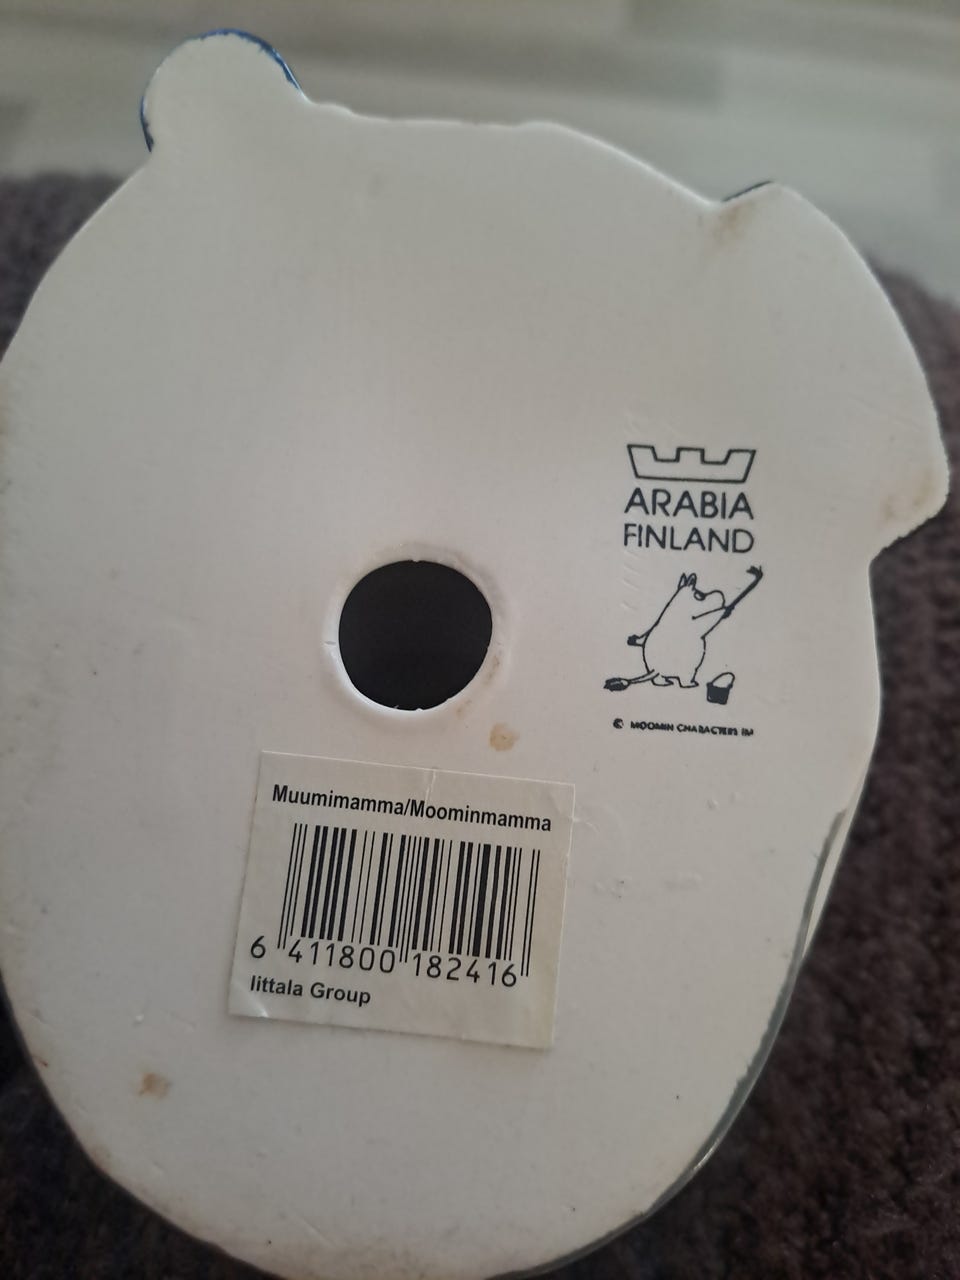 ARABIA
FINLAND
© MOOMIN CHARACTERS TM
Muumimamma/Moominmamma
6 411800 182416
Iittala Group